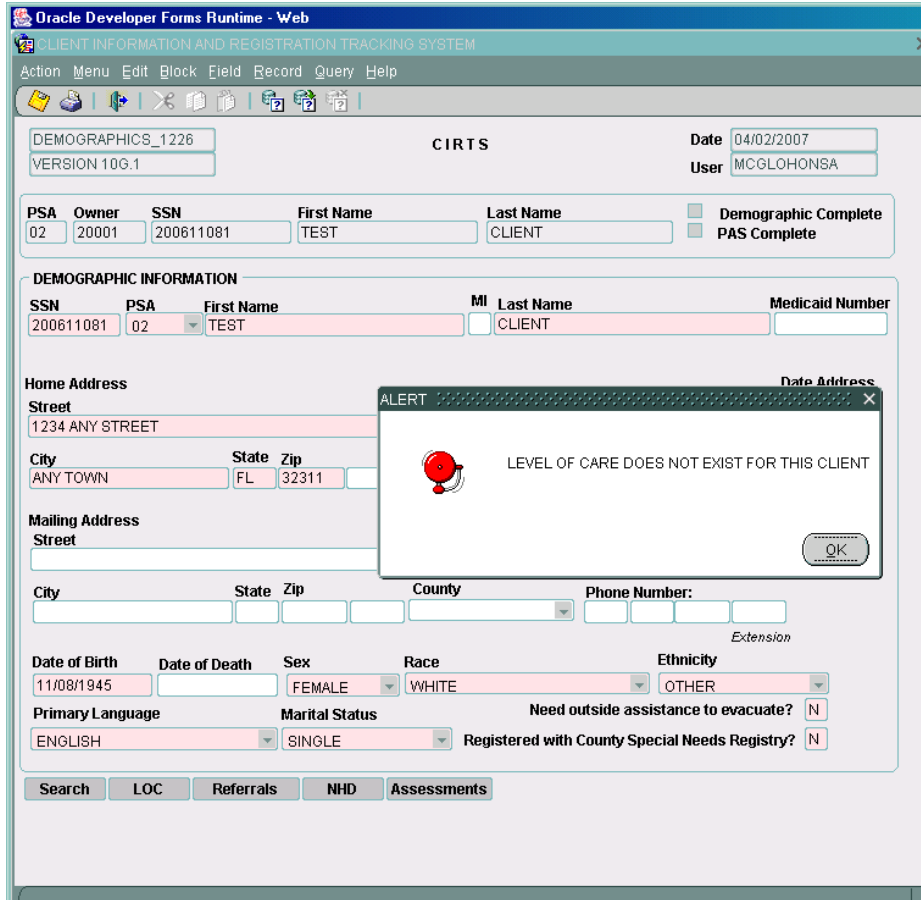 Oracle Developer Forms Runtime - Web
CLIENT INFORMATION AND REGISTRATION TRACKING SYSTEM
Action Menu Edit Block Field Record Query Help
DEMOGRAPHICS_1226
VERSION 10G.1
CIRTS
Date 04/02/2007
User MCGLOHONSA
PSA Owner SSN First Name Last Name
02 20001 200611081 TEST CLIENT
Demographic Complete
PAS Complete
DEMOGRAPHIC INFORMATION
SSN PSA First Name MI Last Name Medicaid Number
200611081 02 TEST CLIENT
Home Address Date Address
Street
1234 ANY STREET
City State Zip
ANY TOWN FL 32311
ALERT
LEVEL OF CARE DOES NOT EXIST FOR THIS CLIENT
OK
Mailing Address
Street
City State Zip County Phone Number:
Extension
Date of Birth Date of Death Sex Race Ethnicity
11/08/1945 FEMALE WHITE OTHER
Primary Language Marital Status Need outside assistance to evacuate? N
ENGLISH SINGLE Registered with County Special Needs Registry? N
Search LOC Referrals NHD Assessments